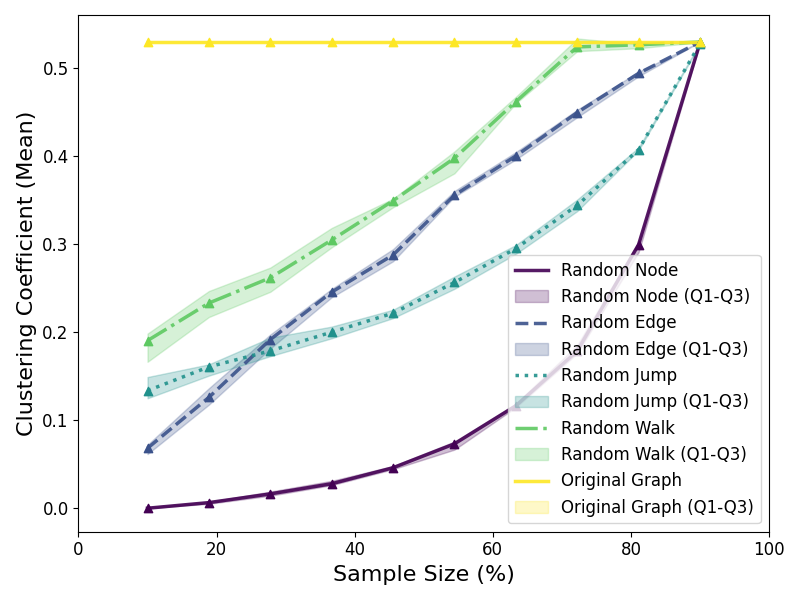 Clustering Coefficient (Mean)
0.5
0.4
0.3
0.2
0.1
0.0
0
20
40
60
80
100
Sample Size (%)
Random Node
Random Node (Q1-Q3)
Random Edge
Random Edge (Q1-Q3)
Random Jump
Random Jump (Q1-Q3)
Random Walk
Random Walk (Q1-Q3)
Original Graph
Original Graph (Q1-Q3)